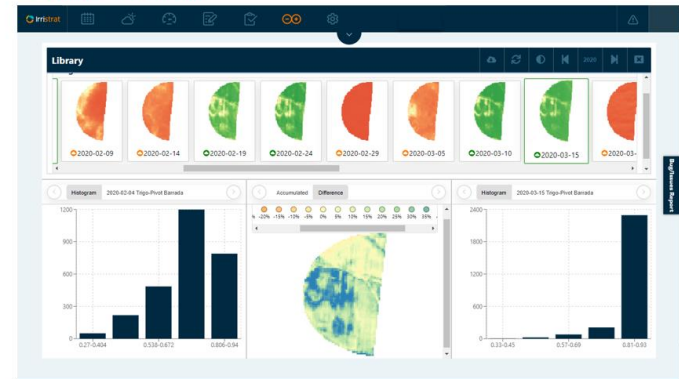 irristrat
Library
2020
2020-02-09
2020-02-14
2020-02-19
2020-02-24
2020-02-29
2020-03-05
2020-03-10
2020-03-15
2020-03-
Bug/Issues Report
Histogram 2020-02-04 Trigo-Pivot Barrada
1200
900
600
300
0
0.27-0.404 0.538-0.672 0.806-0.94
Accumulated Difference
% -20% -15% -10% -5% 0% 5% 10% 15% 20% 25% 30% 35%
Histogram 2020-03-15 Trigo-Pivot Barrada
2400
1800
1200
600
0
0.33-0.45 0.57-0.69 0.81-0.93